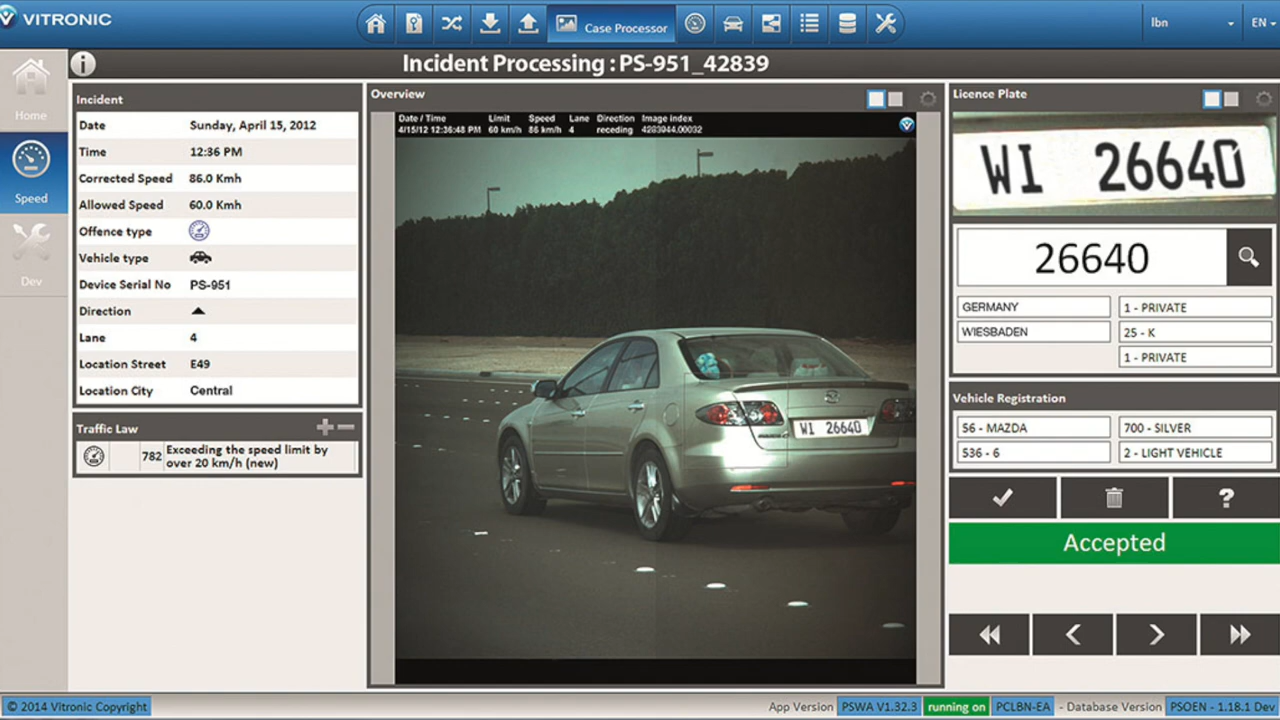 VITRONIC
Case Processor
lbn
EN
Incident Processing : PS-951_42839
Home
Speed
Dev
Incident
Date Sunday, April 15, 2012
Time 12:36 PM
Corrected Speed 86.0 Kmh
Allowed Speed 60.0 Kmh
Offence type
Vehicle type
Device Serial No PS-951
Direction
Lane 4
Location Street E49
Location City Central
Traffic Law
782 Exceeding the speed limit by
over 20 km/h (new)
Overview
Date / Time Limit Speed Lane Direction Image index
4/15/12 12:36:48 PM 60 km/h 86 km/h 4 receding 4283944.00032
WI 26640
Licence Plate
WI 26640
26640
GERMANY 1 - PRIVATE
WIESBADEN 25 - K
1 - PRIVATE
Vehicle Registration
56 - MAZDA 700 - SILVER
536 - 6 2 - LIGHT VEHICLE
?
Accepted
© 2014 Vitronic Copyright
App Version PSWA V1.32.3 running on PCLBN-EA - Database Version PSOEN - 1.18.1 Dev